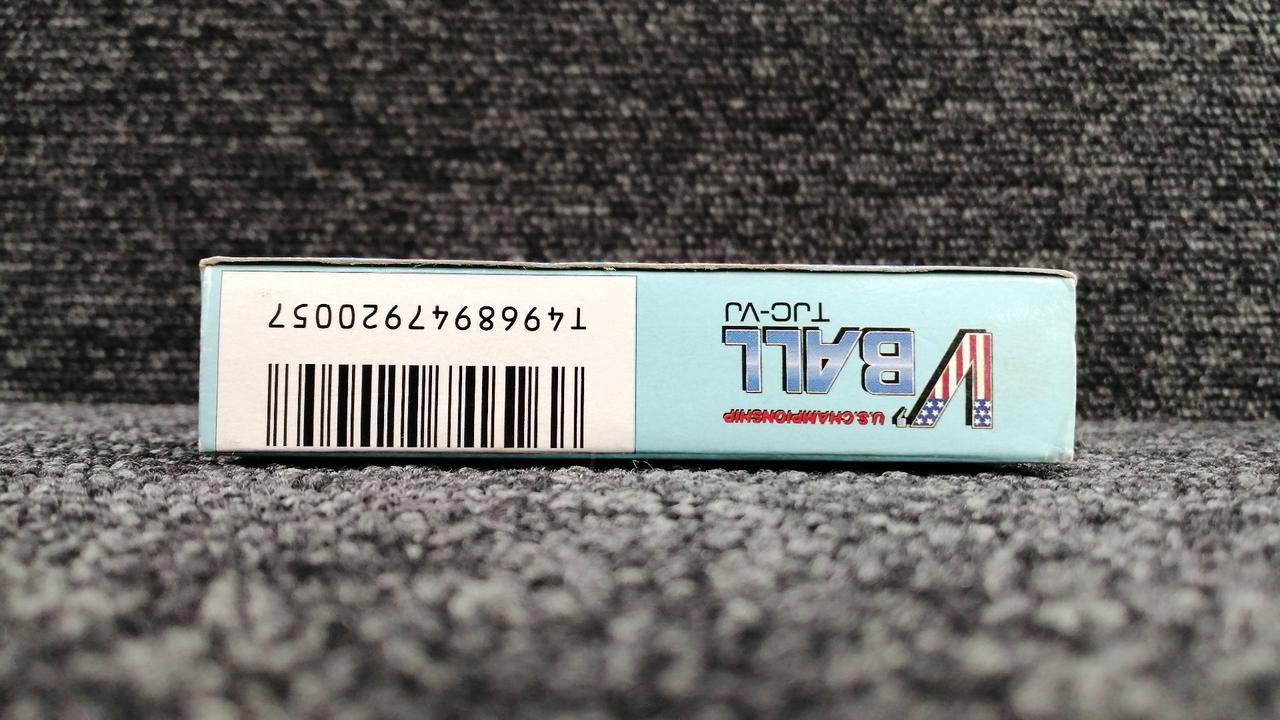 U.S. CHAMPIONSHIP
V'BALL
TJC-VJ
T4968947920057